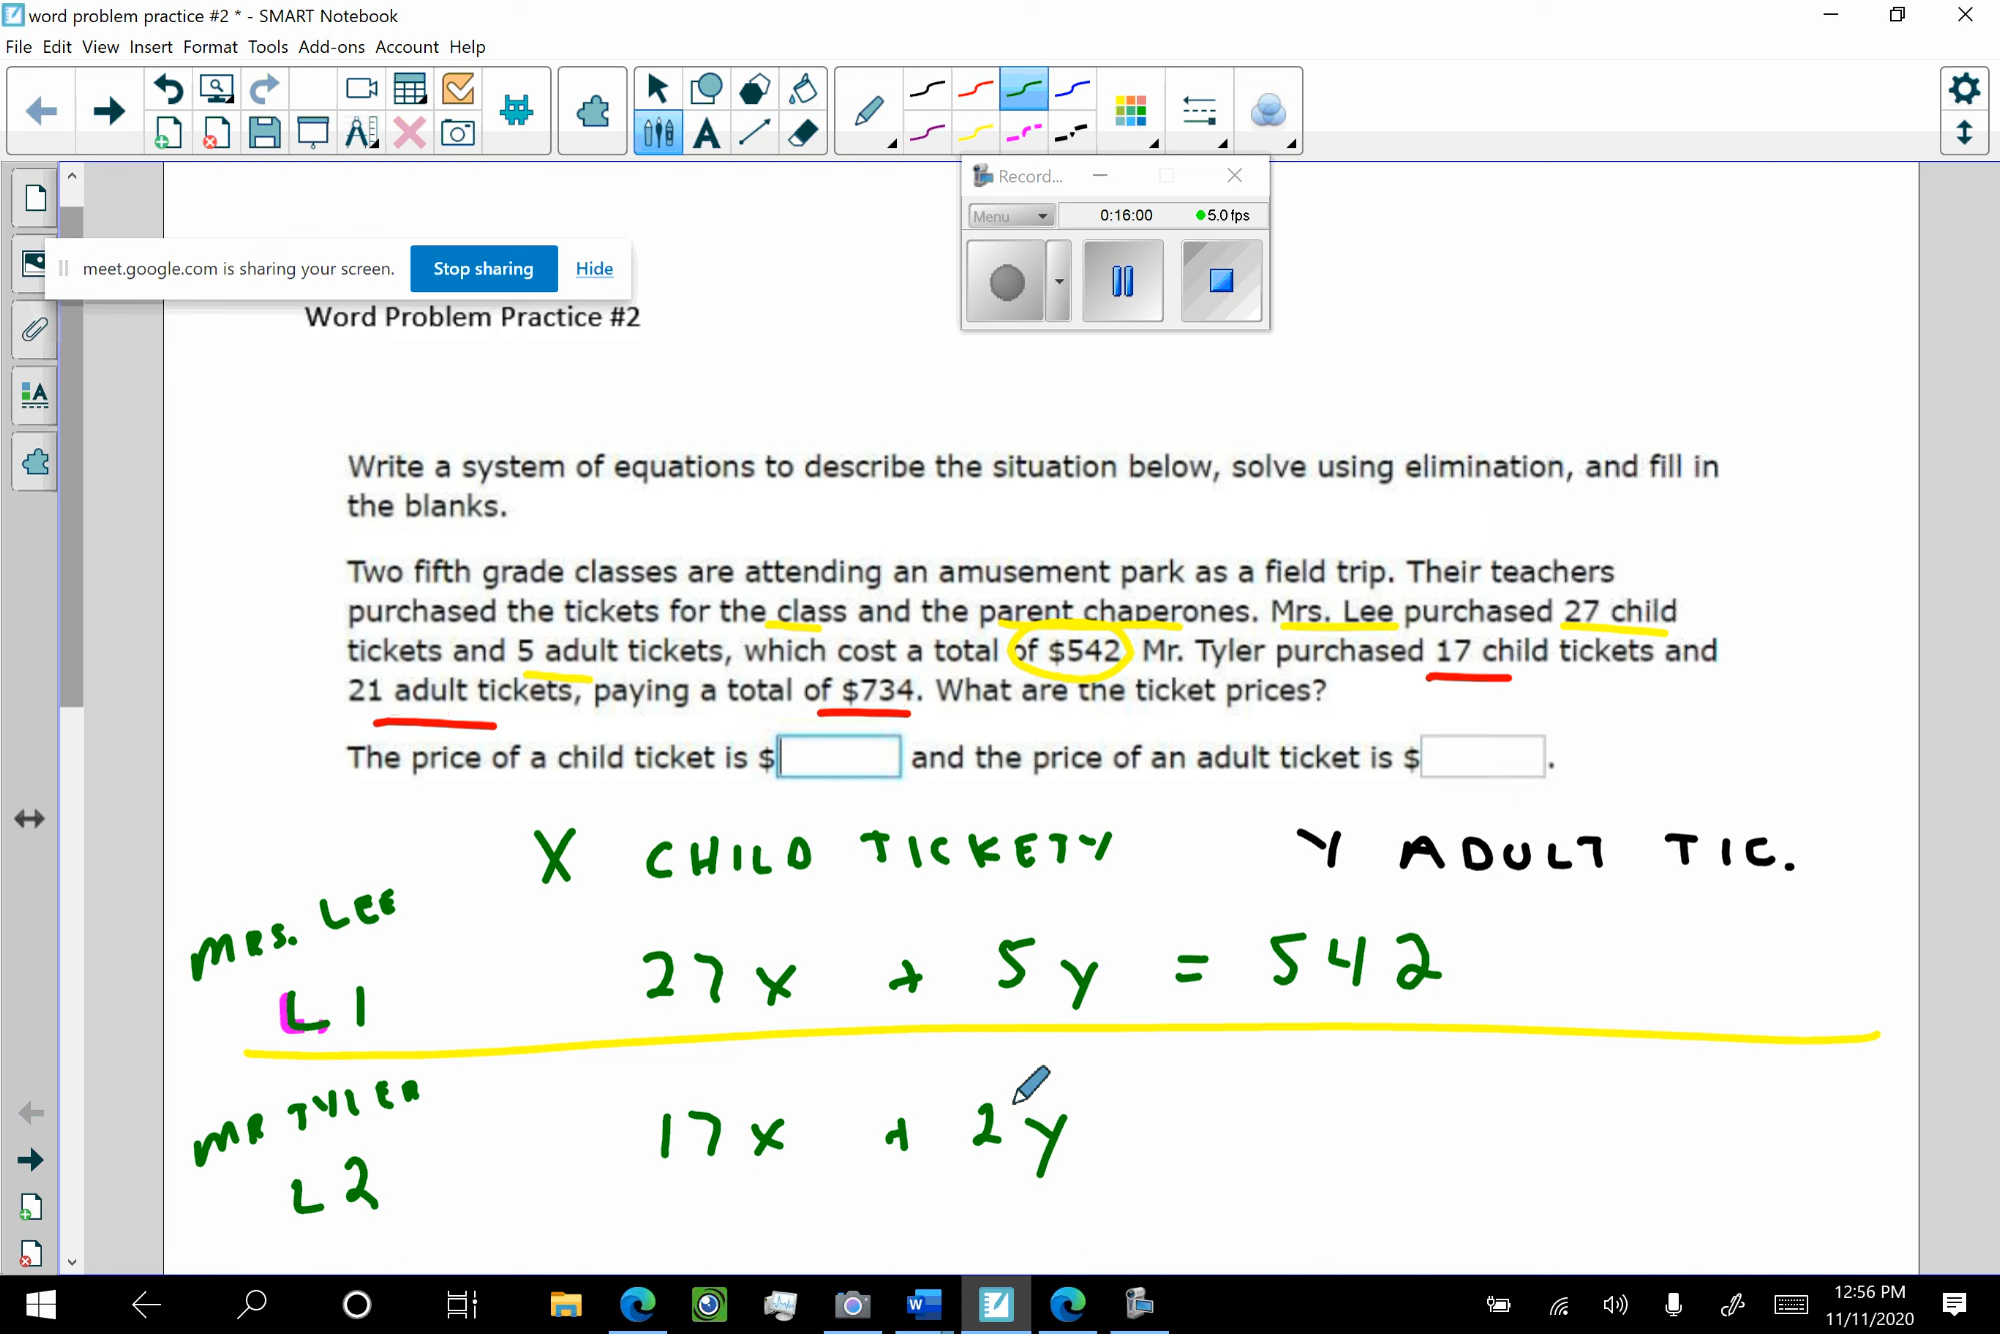 word problem practice #2 * - SMART Notebook
File Edit View Insert Format Tools Add-ons Account Help
Record...
Menu 0:16:00 5.0 fps
meet.google.com is sharing your screen. Stop sharing Hide
Word Problem Practice #2
Write a system of equations to describe the situation below, solve using elimination, and fill in
the blanks.
Two fifth grade classes are attending an amusement park as a field trip. Their teachers
purchased the tickets for the class and the parent chaperones. Mrs. Lee purchased 27 child
tickets and 5 adult tickets, which cost a total of $542. Mr. Tyler purchased 17 child tickets and
21 adult tickets, paying a total of $734. What are the ticket prices?
The price of a child ticket is $ and the price of an adult ticket is $ .
X CHILD TICKETY Y ADULT TIC.
MRS. LEE
27x + 5y = 542
L1
MR TYLER
17x + 2y
L2
12:56 PM
11/11/2020